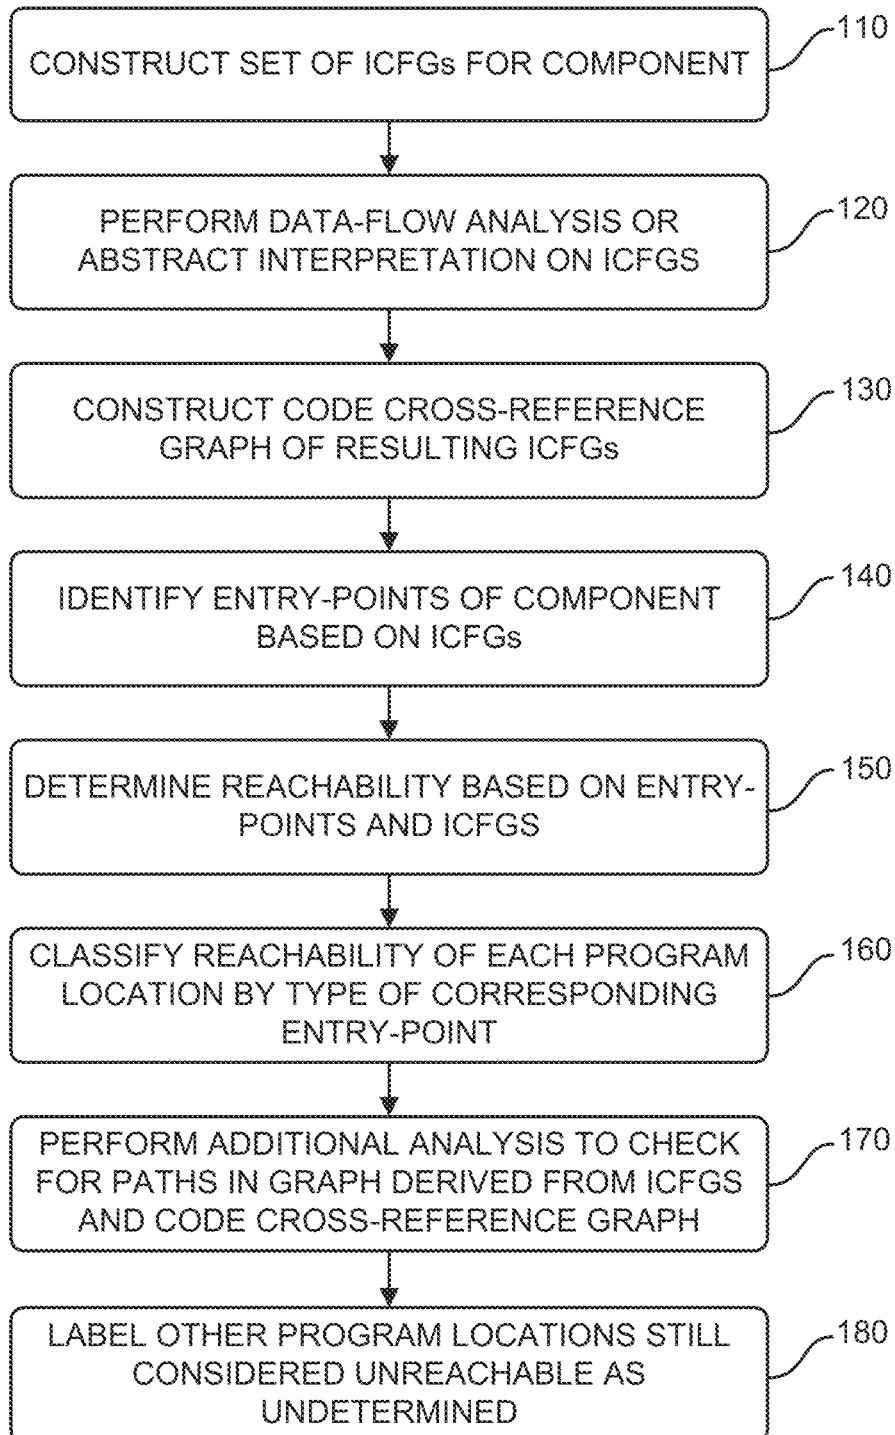 CONSTRUCT SET OF ICFGs FOR COMPONENT
110
PERFORM DATA-FLOW ANALYSIS OR
ABSTRACT INTERPRETATION ON ICFGS
120
CONSTRUCT CODE CROSS-REFERENCE
GRAPH OF RESULTING ICFGs
130
IDENTIFY ENTRY-POINTS OF COMPONENT
BASED ON ICFGs
140
DETERMINE REACHABILITY BASED ON ENTRY-
POINTS AND ICFGS
150
CLASSIFY REACHABILITY OF EACH PROGRAM
LOCATION BY TYPE OF CORRESPONDING
ENTRY-POINT
160
PERFORM ADDITIONAL ANALYSIS TO CHECK
FOR PATHS IN GRAPH DERIVED FROM ICFGS
AND CODE CROSS-REFERENCE GRAPH
170
LABEL OTHER PROGRAM LOCATIONS STILL
CONSIDERED UNREACHABLE AS
UNDETERMINED
180